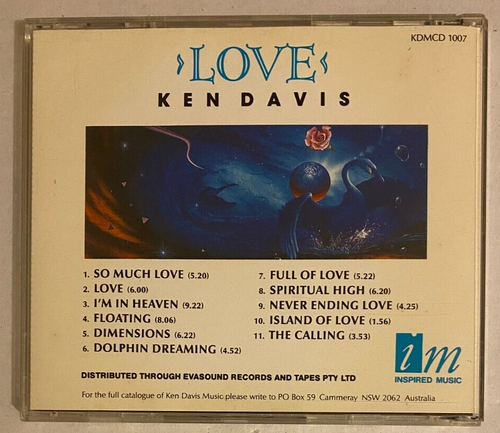 KDMCD 1007
›LOVE‹
KEN DAVIS
1. SO MUCH LOVE (5.20)
2. LOVE (6.00)
3. I'M IN HEAVEN (9.22)
4. FLOATING (8.06)
5. DIMENSIONS (6.22)
6. DOLPHIN DREAMING (4.52)
7. FULL OF LOVE (5.22)
8. SPIRITUAL HIGH (6.20)
9. NEVER ENDING LOVE (4.25)
10. ISLAND OF LOVE (1.56)
11. THE CALLING (3.53)
im
INSPIRED MUSIC
DISTRIBUTED THROUGH EVASOUND RECORDS AND TAPES PTY LTD
For the full catalogue of Ken Davis Music please write to PO Box 59 Cammeray NSW 2062 Australia